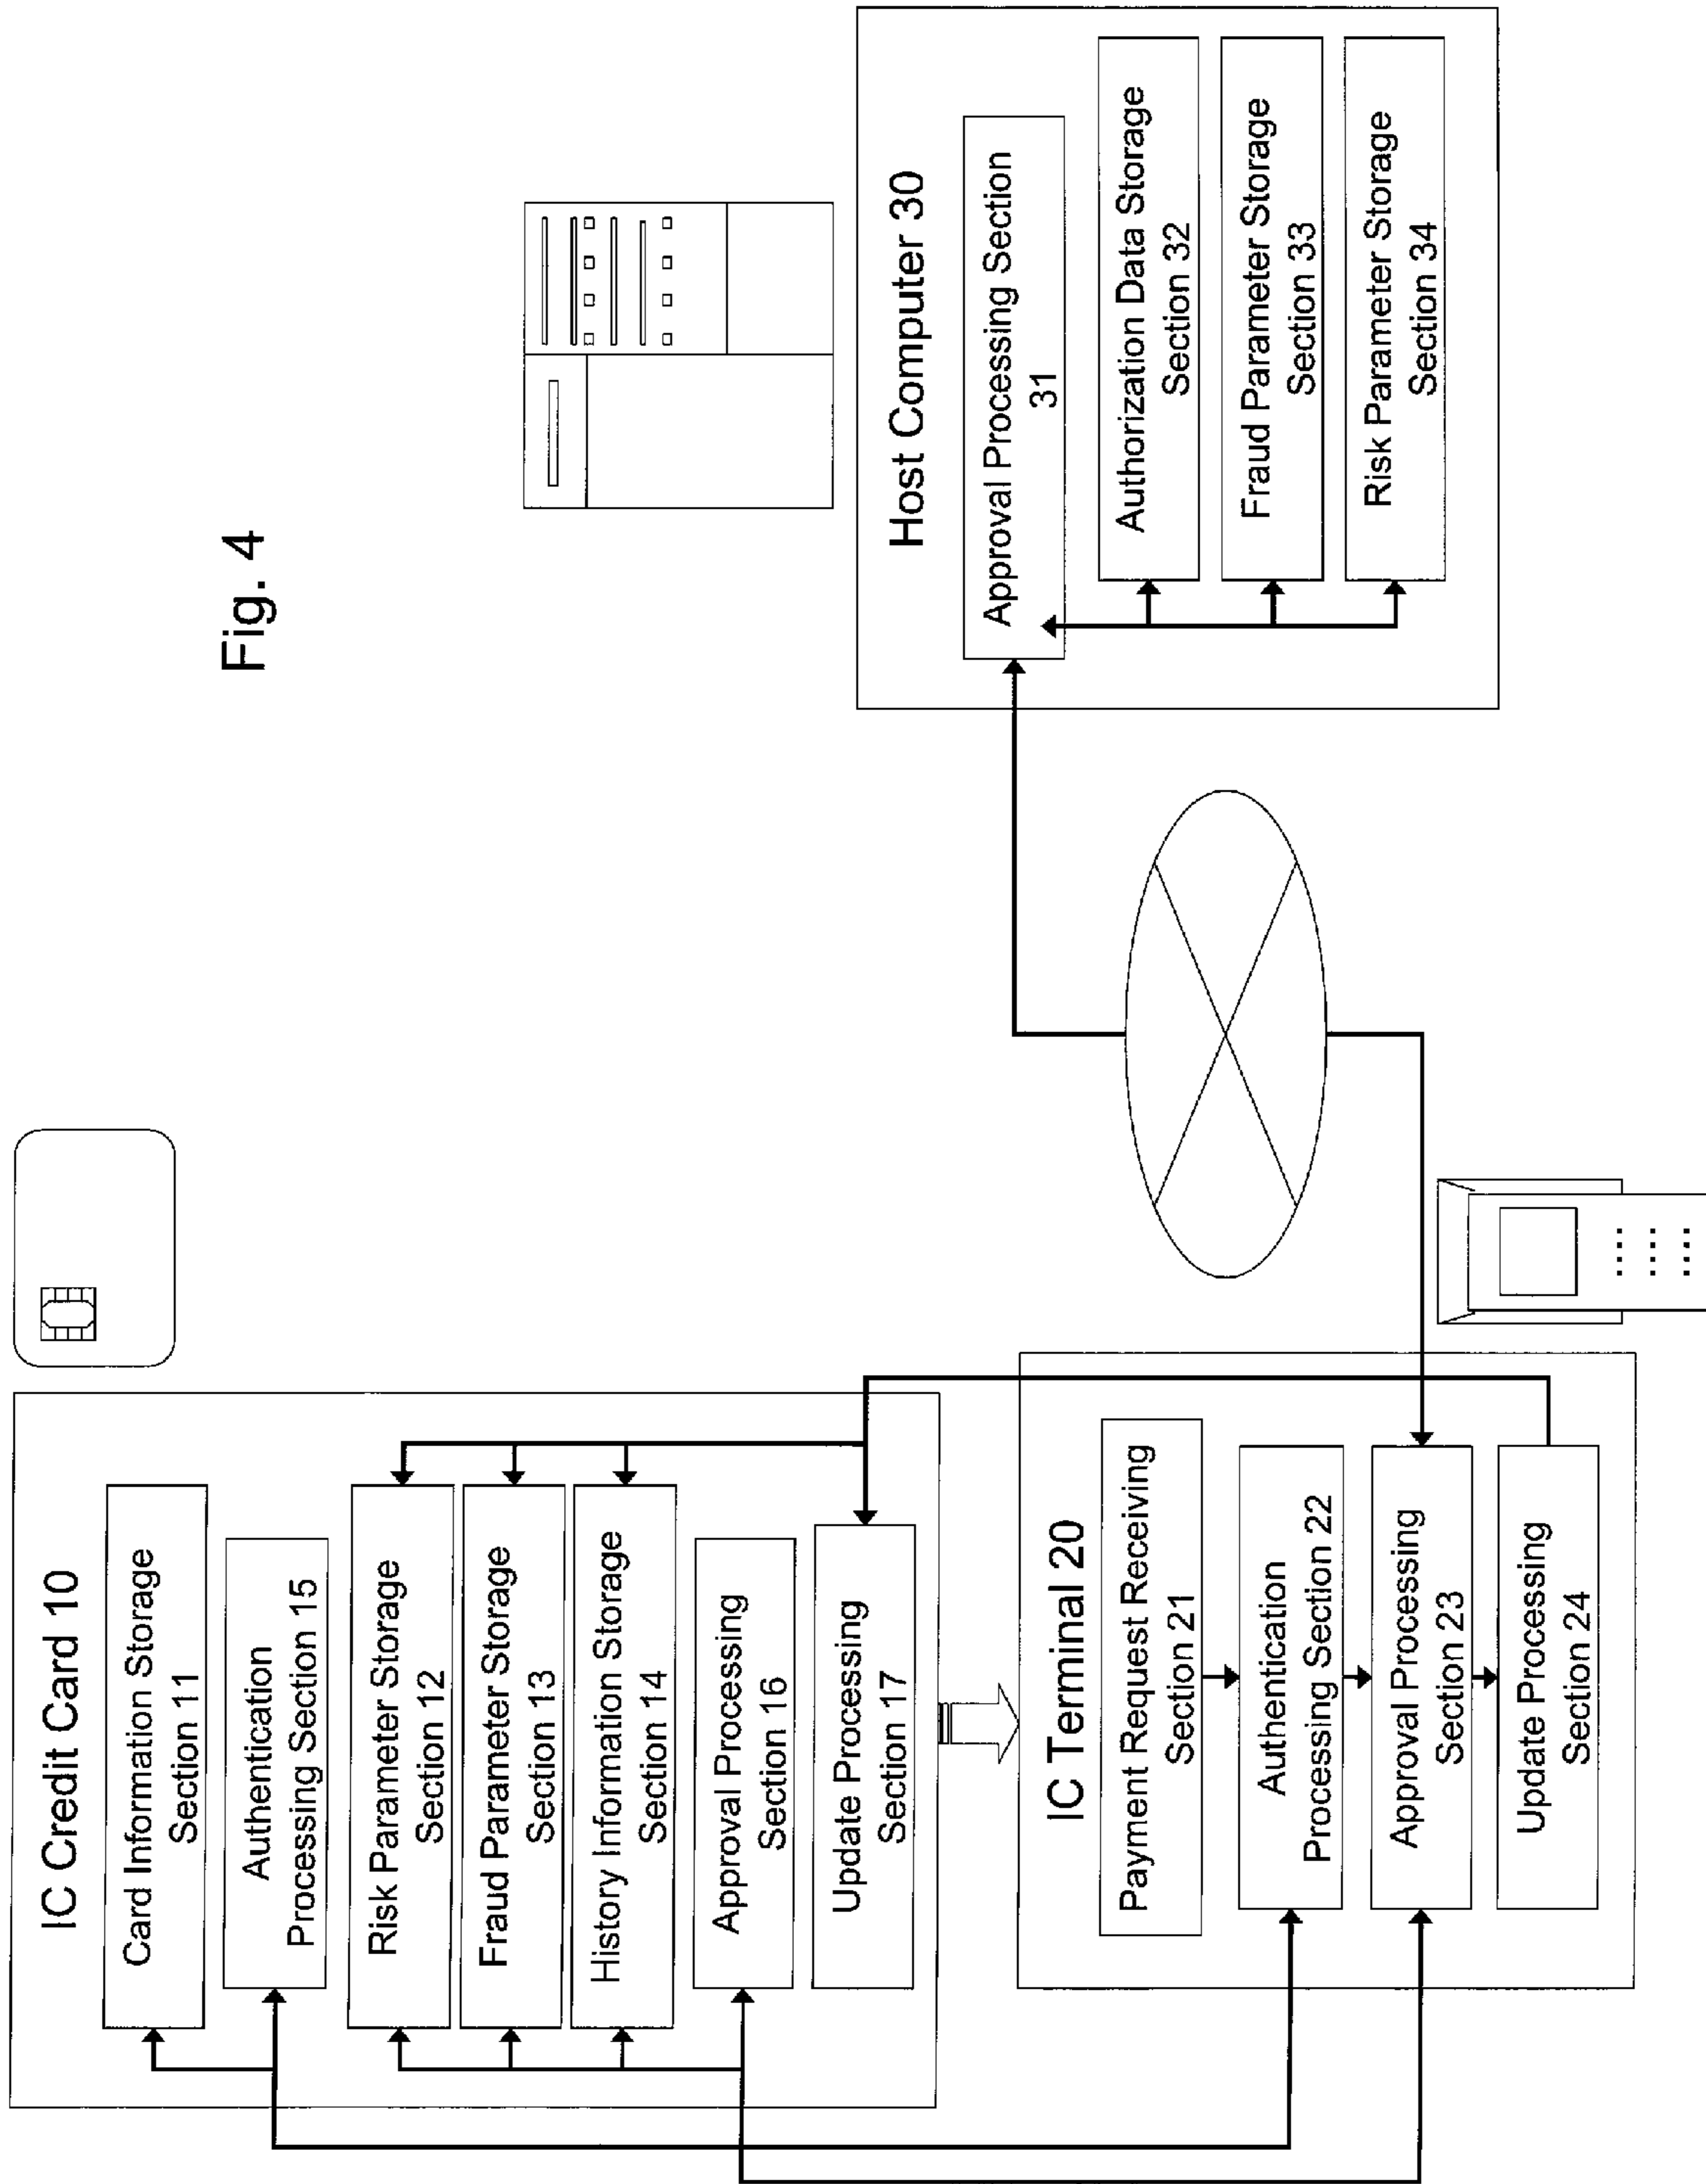 Fig. 4
IC Credit Card 10
Card Information Storage
Section 11
Authentication
Processing Section 15
Risk Parameter Storage
Section 12
Fraud Parameter Storage
Section 13
History Information Storage
Section 14
Approval Processing
Section 16
Update Processing
Section 17
IC Terminal 20
Payment Request Receiving
Section 21
Authentication
Processing Section 22
Approval Processing
Section 23
Update Processing
Section 24
Host Computer 30
Approval Processing Section
31
Authorization Data Storage
Section 32
Fraud Parameter Storage
Section 33
Risk Parameter Storage
Section 34